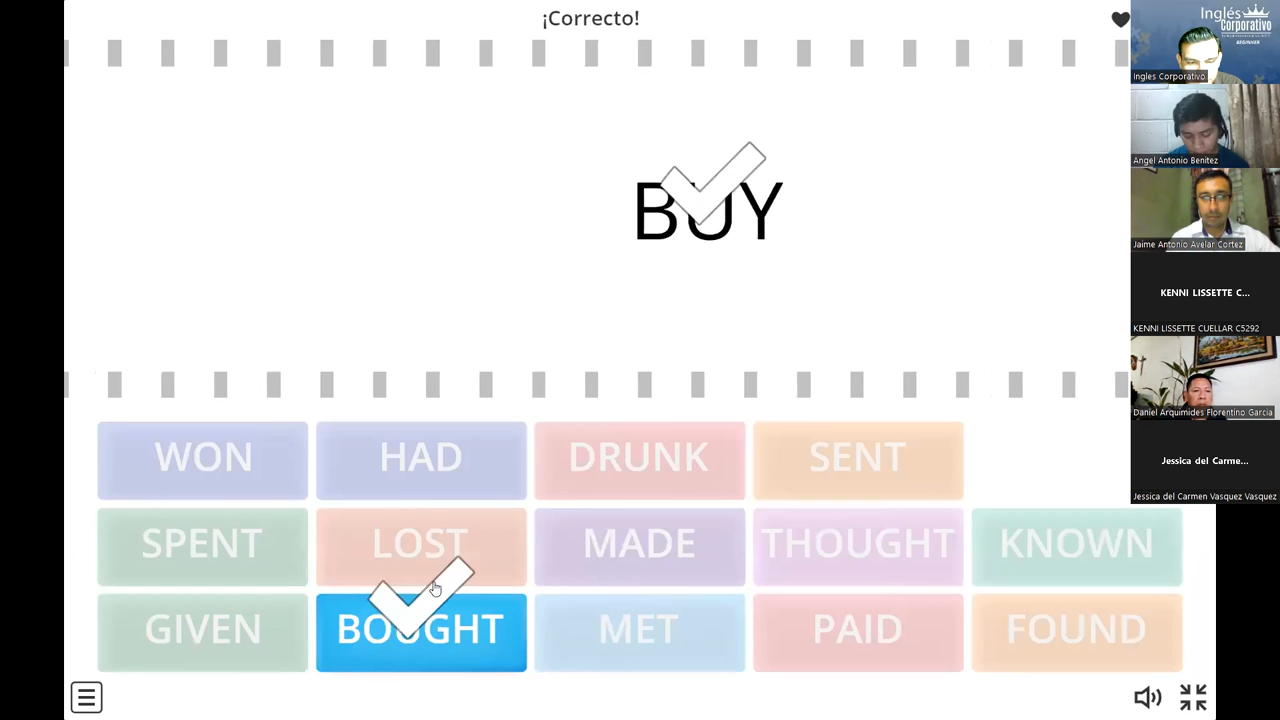 ¡Correcto!
BUY
WON HAD DRUNK SENT
SPENT LOST MADE THOUGHT KNOWN
GIVEN BOUGHT MET PAID FOUND
Inglés
Corporativo
BEGINNER
Ingles Corporativo
Angel Antonio Benitez
Jaime Antonio Avelar Cortez
KENNI LISSETTE C...
KENNI LISSETTE CUELLAR C5292
Daniel Arquimides Florentino Garcia
Jessica del Carme...
Jessica del Carmen Vasquez Vasquez